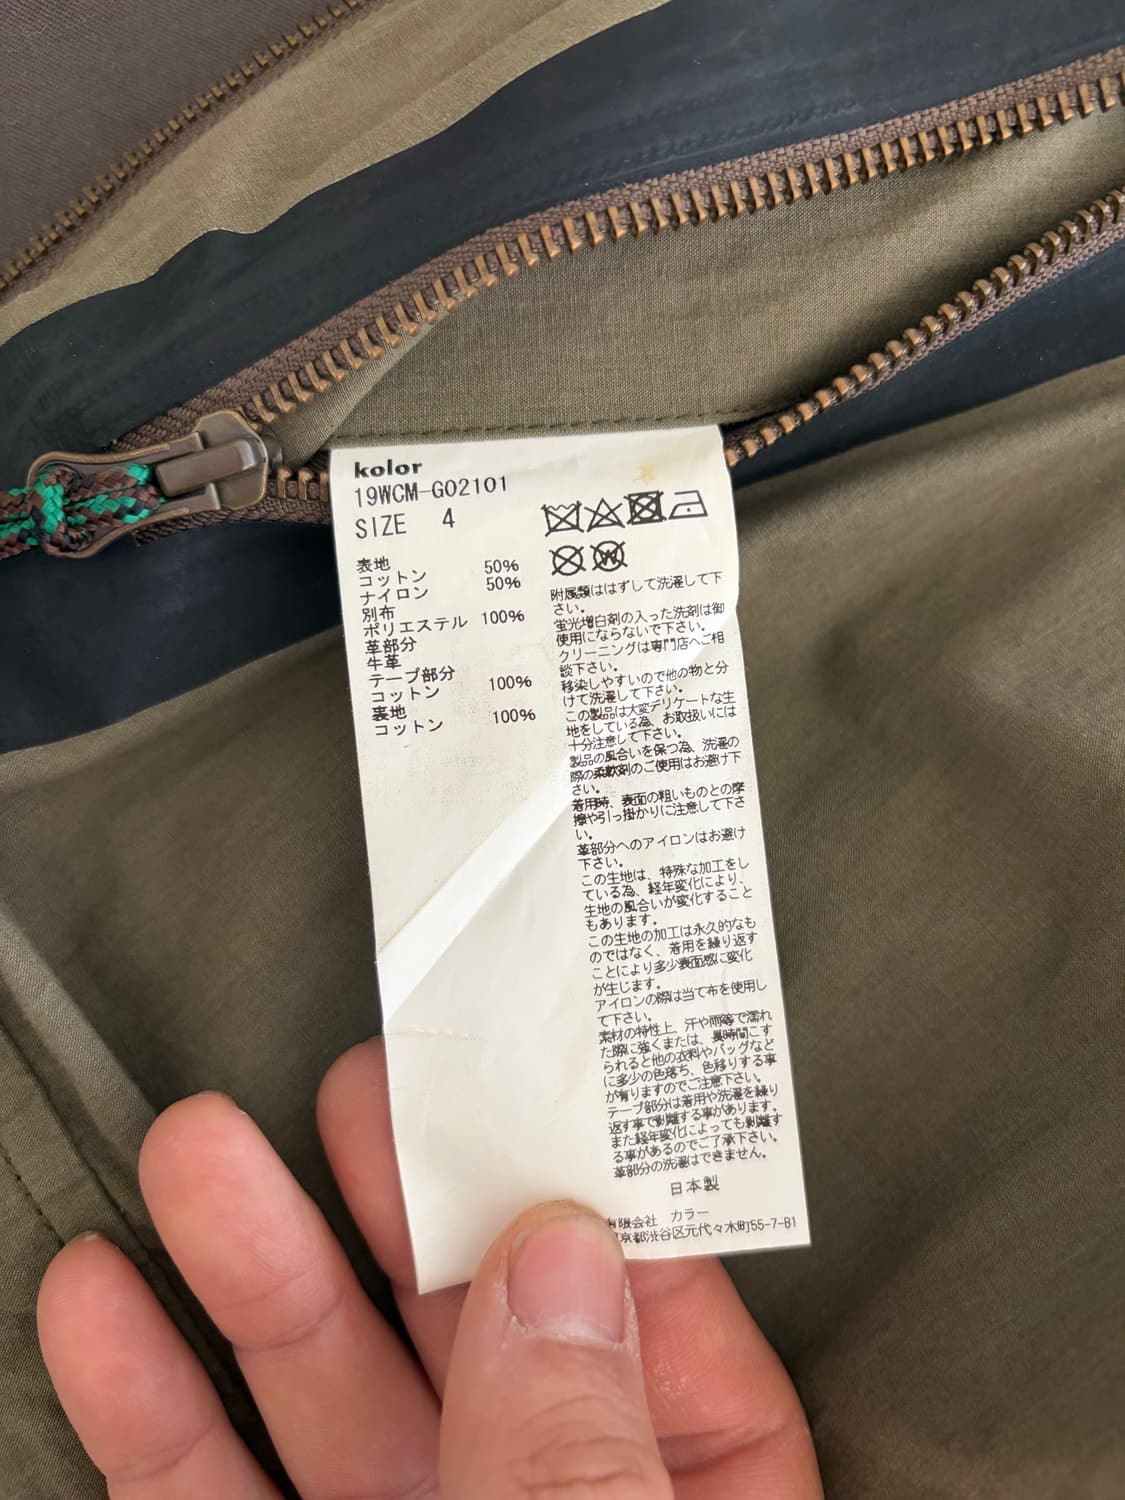 kolor
19WCM-G02101
SIZE 4
表地
コットン 50%
ナイロン 50%
別布
ポリエステル 100%
革部分
牛革
テープ部分
コットン 100%
裏地
コットン 100%
附属類ははずして洗濯して下
さい。
蛍光増白剤の入った洗剤は御
使用にならないで下さい。
クリーニングは専門店へご相
談下さい。
移染しやすいので他の物と分
けて洗濯して下さい。
この製品は大変デリケートな生
地をしている為、お取扱いには
十分注意して下さい。
製品の風合いを保つ為、洗濯の
際の柔軟剤のご使用はお避け下
さい。
着用時、表面の粗いものとの摩
擦や引っ掛かりに注意して下さ
い。
革部分へのアイロンはお避け
下さい。
この生地は、特殊な加工をし
ている為、経年変化により、
生地の風合いが変化すること
もあります。
この生地の加工は永久的なも
のではなく、着用を繰り返す
ことにより多少表面感に変化
が生じます。
アイロンの際は当て布を使用し
て下さい。
素材の特性上、汗や雨等で濡れ
た際に強くまたは、長時間こす
られると他の衣料やバッグなど
に多少の色落ち、色移りする事
が有りますのでご注意下さい。
テープ部分は着用や洗濯を繰り
返す事で剥離する事があります。
また経年変化によっても剥離す
る事があるのでご了承下さい。
革部分の洗濯はできません。
日本製
有限会社 カラー
京都渋谷区元代々木町55-7-B1